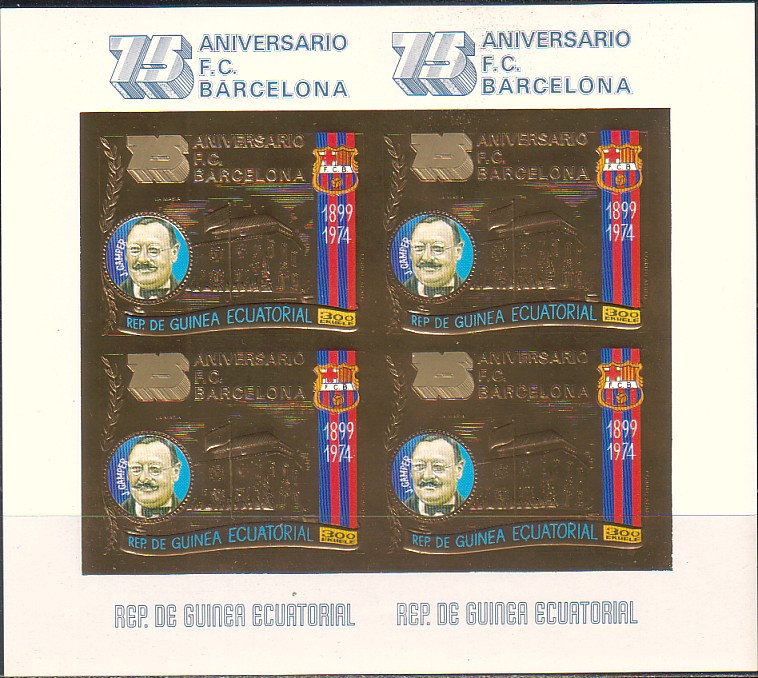 75 ANIVERSARIO
F.C.
BARCELONA
75 ANIVERSARIO
F.C.
BARCELONA
75 ANIVERSARIO
F.C.
BARCELONA
F.C.B.
1899
1974
J. GAMPER
REP. DE GUINEA ECUATORIAL
300
EKUELE
75 ANIVERSARIO
F.C.
BARCELONA
F.C.B.
1899
1974
J. GAMPER
REP. DE GUINEA ECUATORIAL
300
EKUELE
75 ANIVERSARIO
F.C.
BARCELONA
F.C.B.
1899
1974
J. GAMPER
REP. DE GUINEA ECUATORIAL
300
EKUELE
75 ANIVERSARIO
F.C.
BARCELONA
F.C.B.
1899
1974
J. GAMPER
REP. DE GUINEA ECUATORIAL
300
EKUELE
REP. DE GUINEA ECUATORIAL
REP. DE GUINEA ECUATORIAL